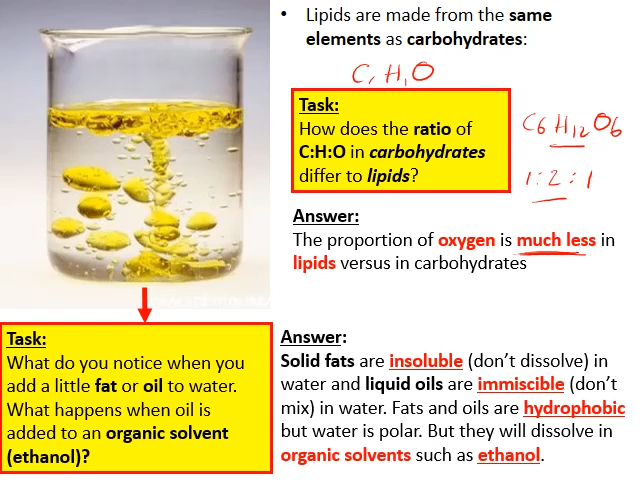 • Lipids are made from the same
elements as carbohydrates:
C, H, O
Task:
How does the ratio of
C:H:O in carbohydrates
differ to lipids?
C6 H12 O6
1:2:1
Answer:
The proportion of oxygen is much less in
lipids versus in carbohydrates
Task:
What do you notice when you
add a little fat or oil to water.
What happens when oil is
added to an organic solvent
(ethanol)?
Answer:
Solid fats are insoluble (don’t dissolve) in
water and liquid oils are immiscible (don’t
mix) in water. Fats and oils are hydrophobic
but water is polar. But they will dissolve in
organic solvents such as ethanol.